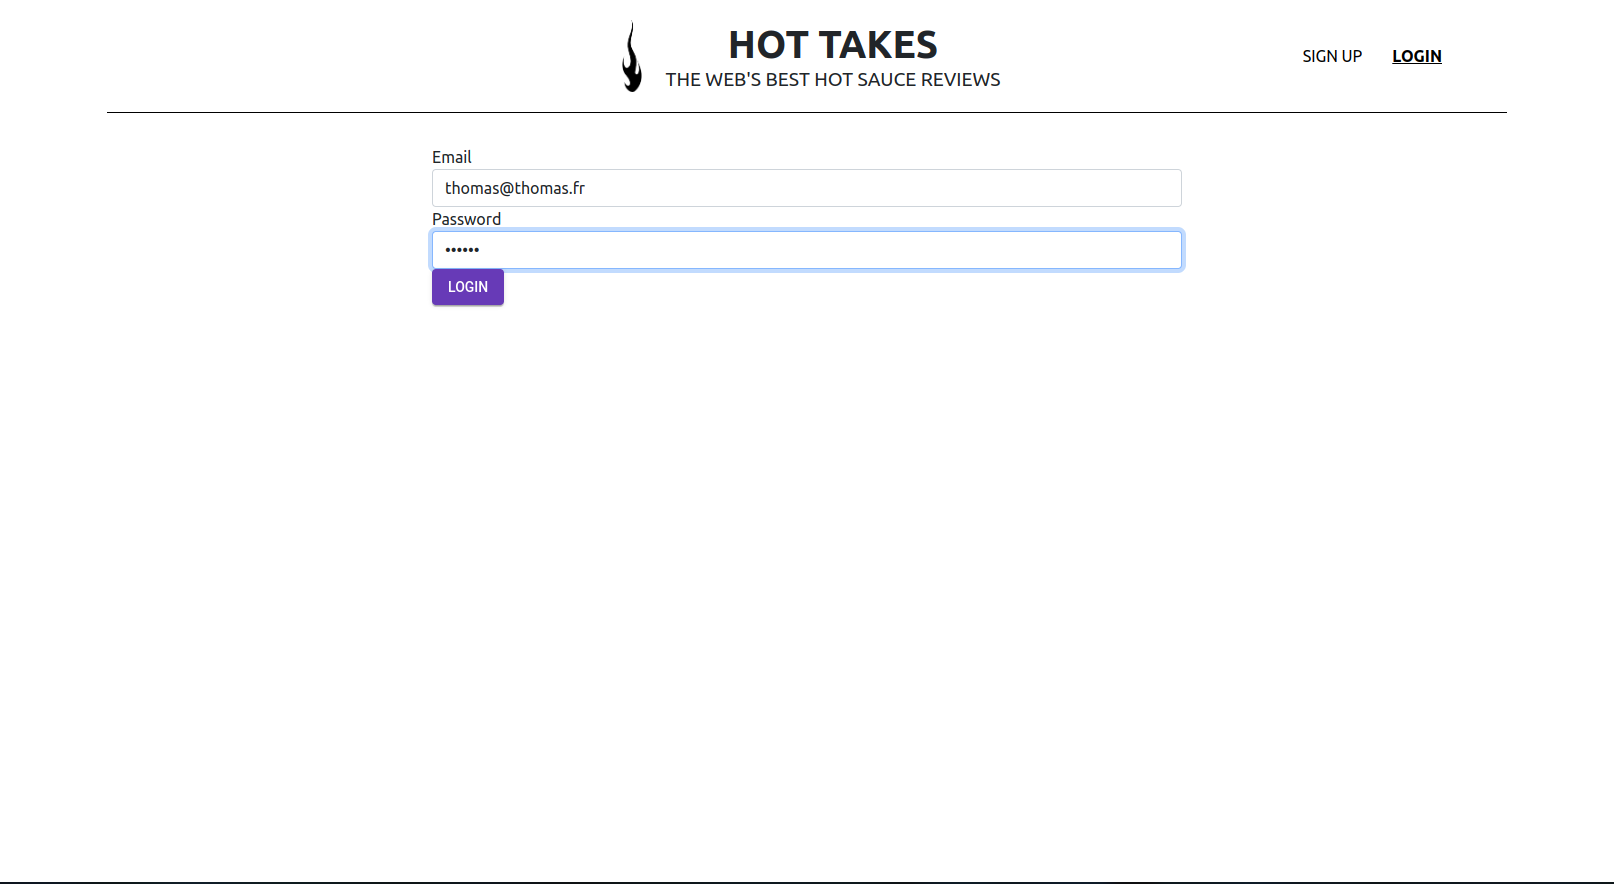 HOT TAKES
THE WEB'S BEST HOT SAUCE REVIEWS
SIGN UP LOGIN
Email
thomas@thomas.fr
Password
••••••
LOGIN